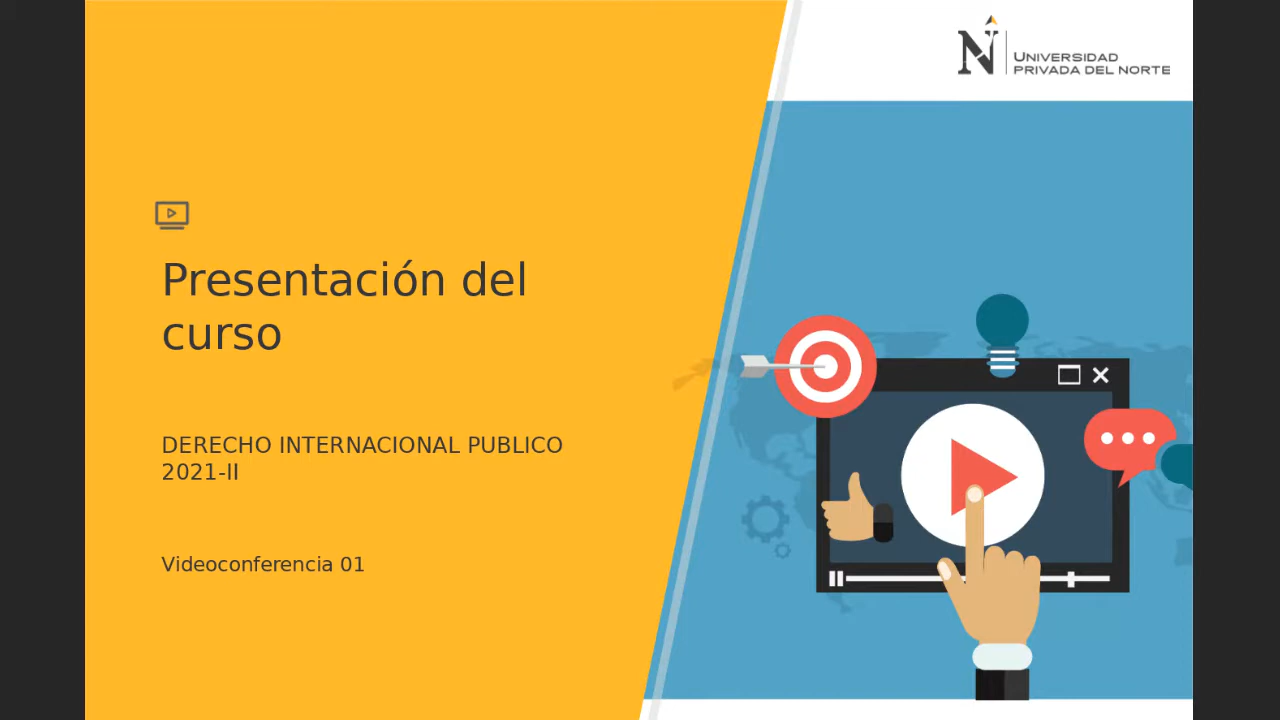 UNIVERSIDAD
PRIVADA DEL NORTE
Presentación del
curso
DERECHO INTERNACIONAL PUBLICO
2021-II
Videoconferencia 01